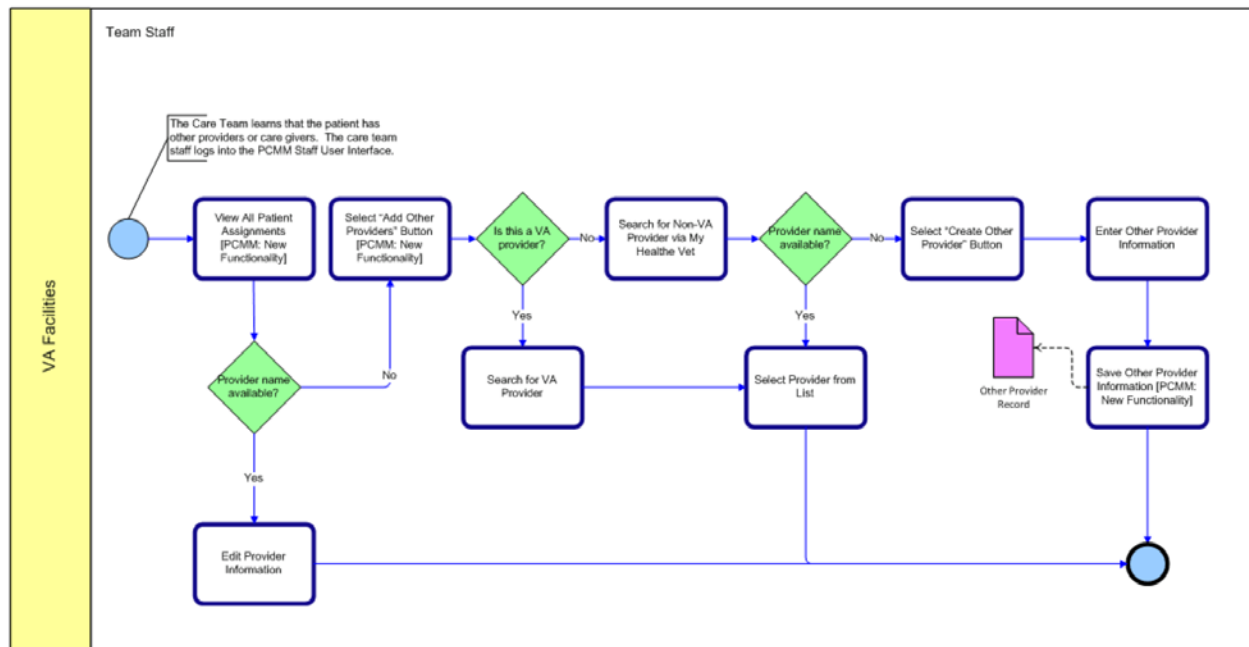 Team Staff
VA Facilities
The Care Team learns that the patient has
other providers or care givers.  The care team
staff logs into the PCMM Staff User Interface.
View All Patient
Assignments
[PCMM: New
Functionality]
Select "Add Other
Providers" Button
[PCMM: New
Functionality]
Is this a VA
provider?
No
Search for Non-VA
Provider via My
Healthe Vet
Provider name
available?
No
Select "Create Other
Provider" Button
Enter Other Provider
Information
Yes
Yes
Provider name
available?
No
Search for VA
Provider
Select Provider from
List
Other Provider
Record
Save Other Provider
Information [PCMM:
New Functionality]
Yes
Edit Provider
Information